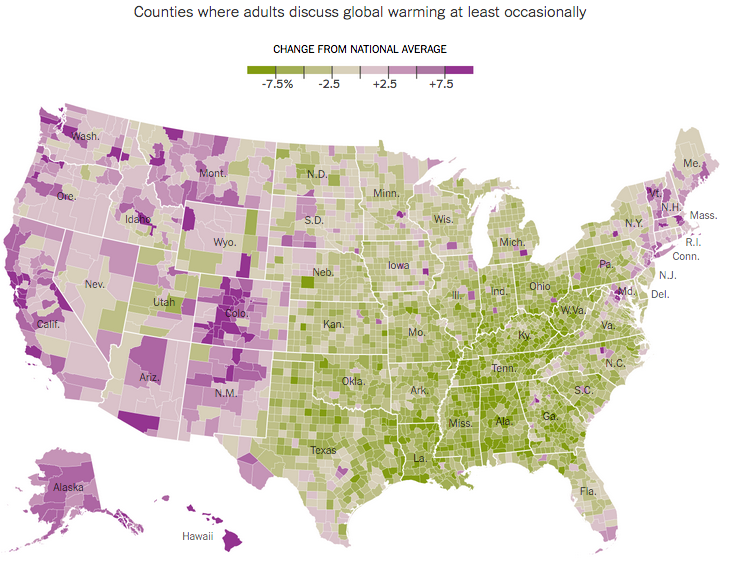 Counties where adults discuss global warming at least occasionally
CHANGE FROM NATIONAL AVERAGE
-7.5% -2.5 +2.5 +7.5
Wash.
Mont.
N.D.
Minn.
Me.
Ore.
Idaho
S.D.
Wis.
Mich.
N.Y.
Vt.
N.H.
Mass.
Wyo.
R.I.
Conn.
Nev.
Utah
Colo.
Neb.
Iowa
Ill.
Ind.
Ohio
Pa.
N.J.
Calif.
Kan.
Mo.
Ky.
W.Va.
Md.
Del.
Va.
Ariz.
N.M.
Okla.
Ark.
Tenn.
N.C.
S.C.
Texas
La.
Miss.
Ala.
Ga.
Alaska
Fla.
Hawaii